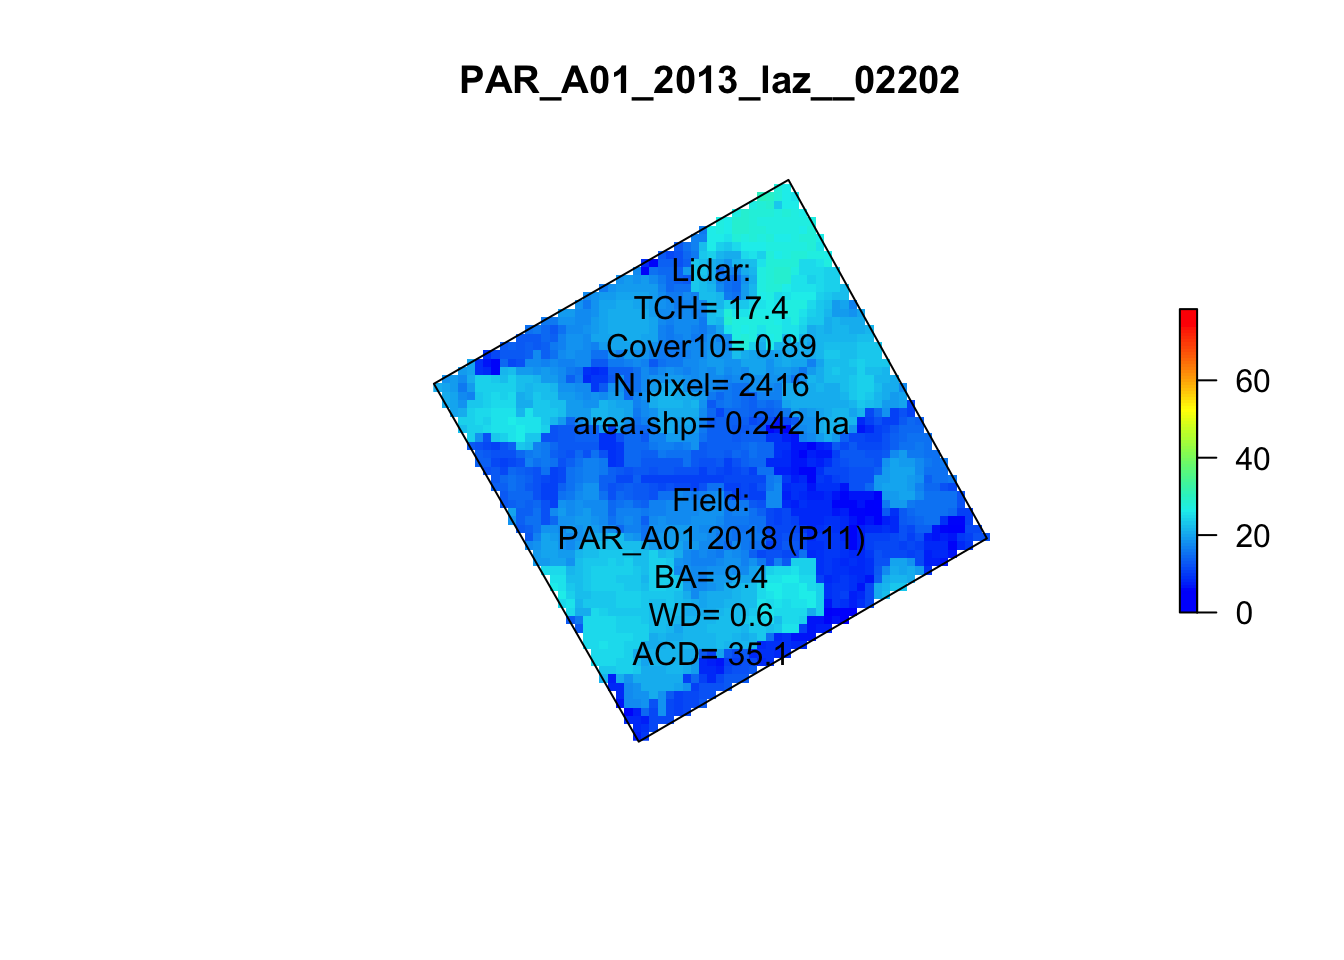 PAR_A01_2013_laz__02202
Lidar:
TCH= 17.4
Cover10= 0.89
N.pixel= 2416
area.shp= 0.242 ha
Field:
PAR_A01 2018 (P11)
BA= 9.4
WD= 0.6
ACD= 35.1
60
40
20
0